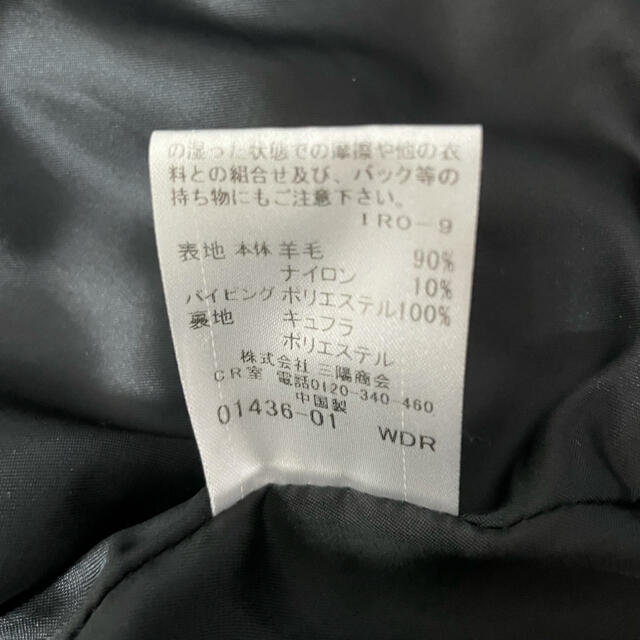 の湿った状態での摩擦や他の衣
料との組合せ及び、バック等の
持ち物にもご注意下さい。
IRO-9
表地 本体 羊毛 90%
ナイロン 10%
パイピング ポリエステル100%
裏地 キュプラ
ポリエステル
株式会社 三陽商会
CR室 電話0120-340-460
中国製
01436-01 WDR